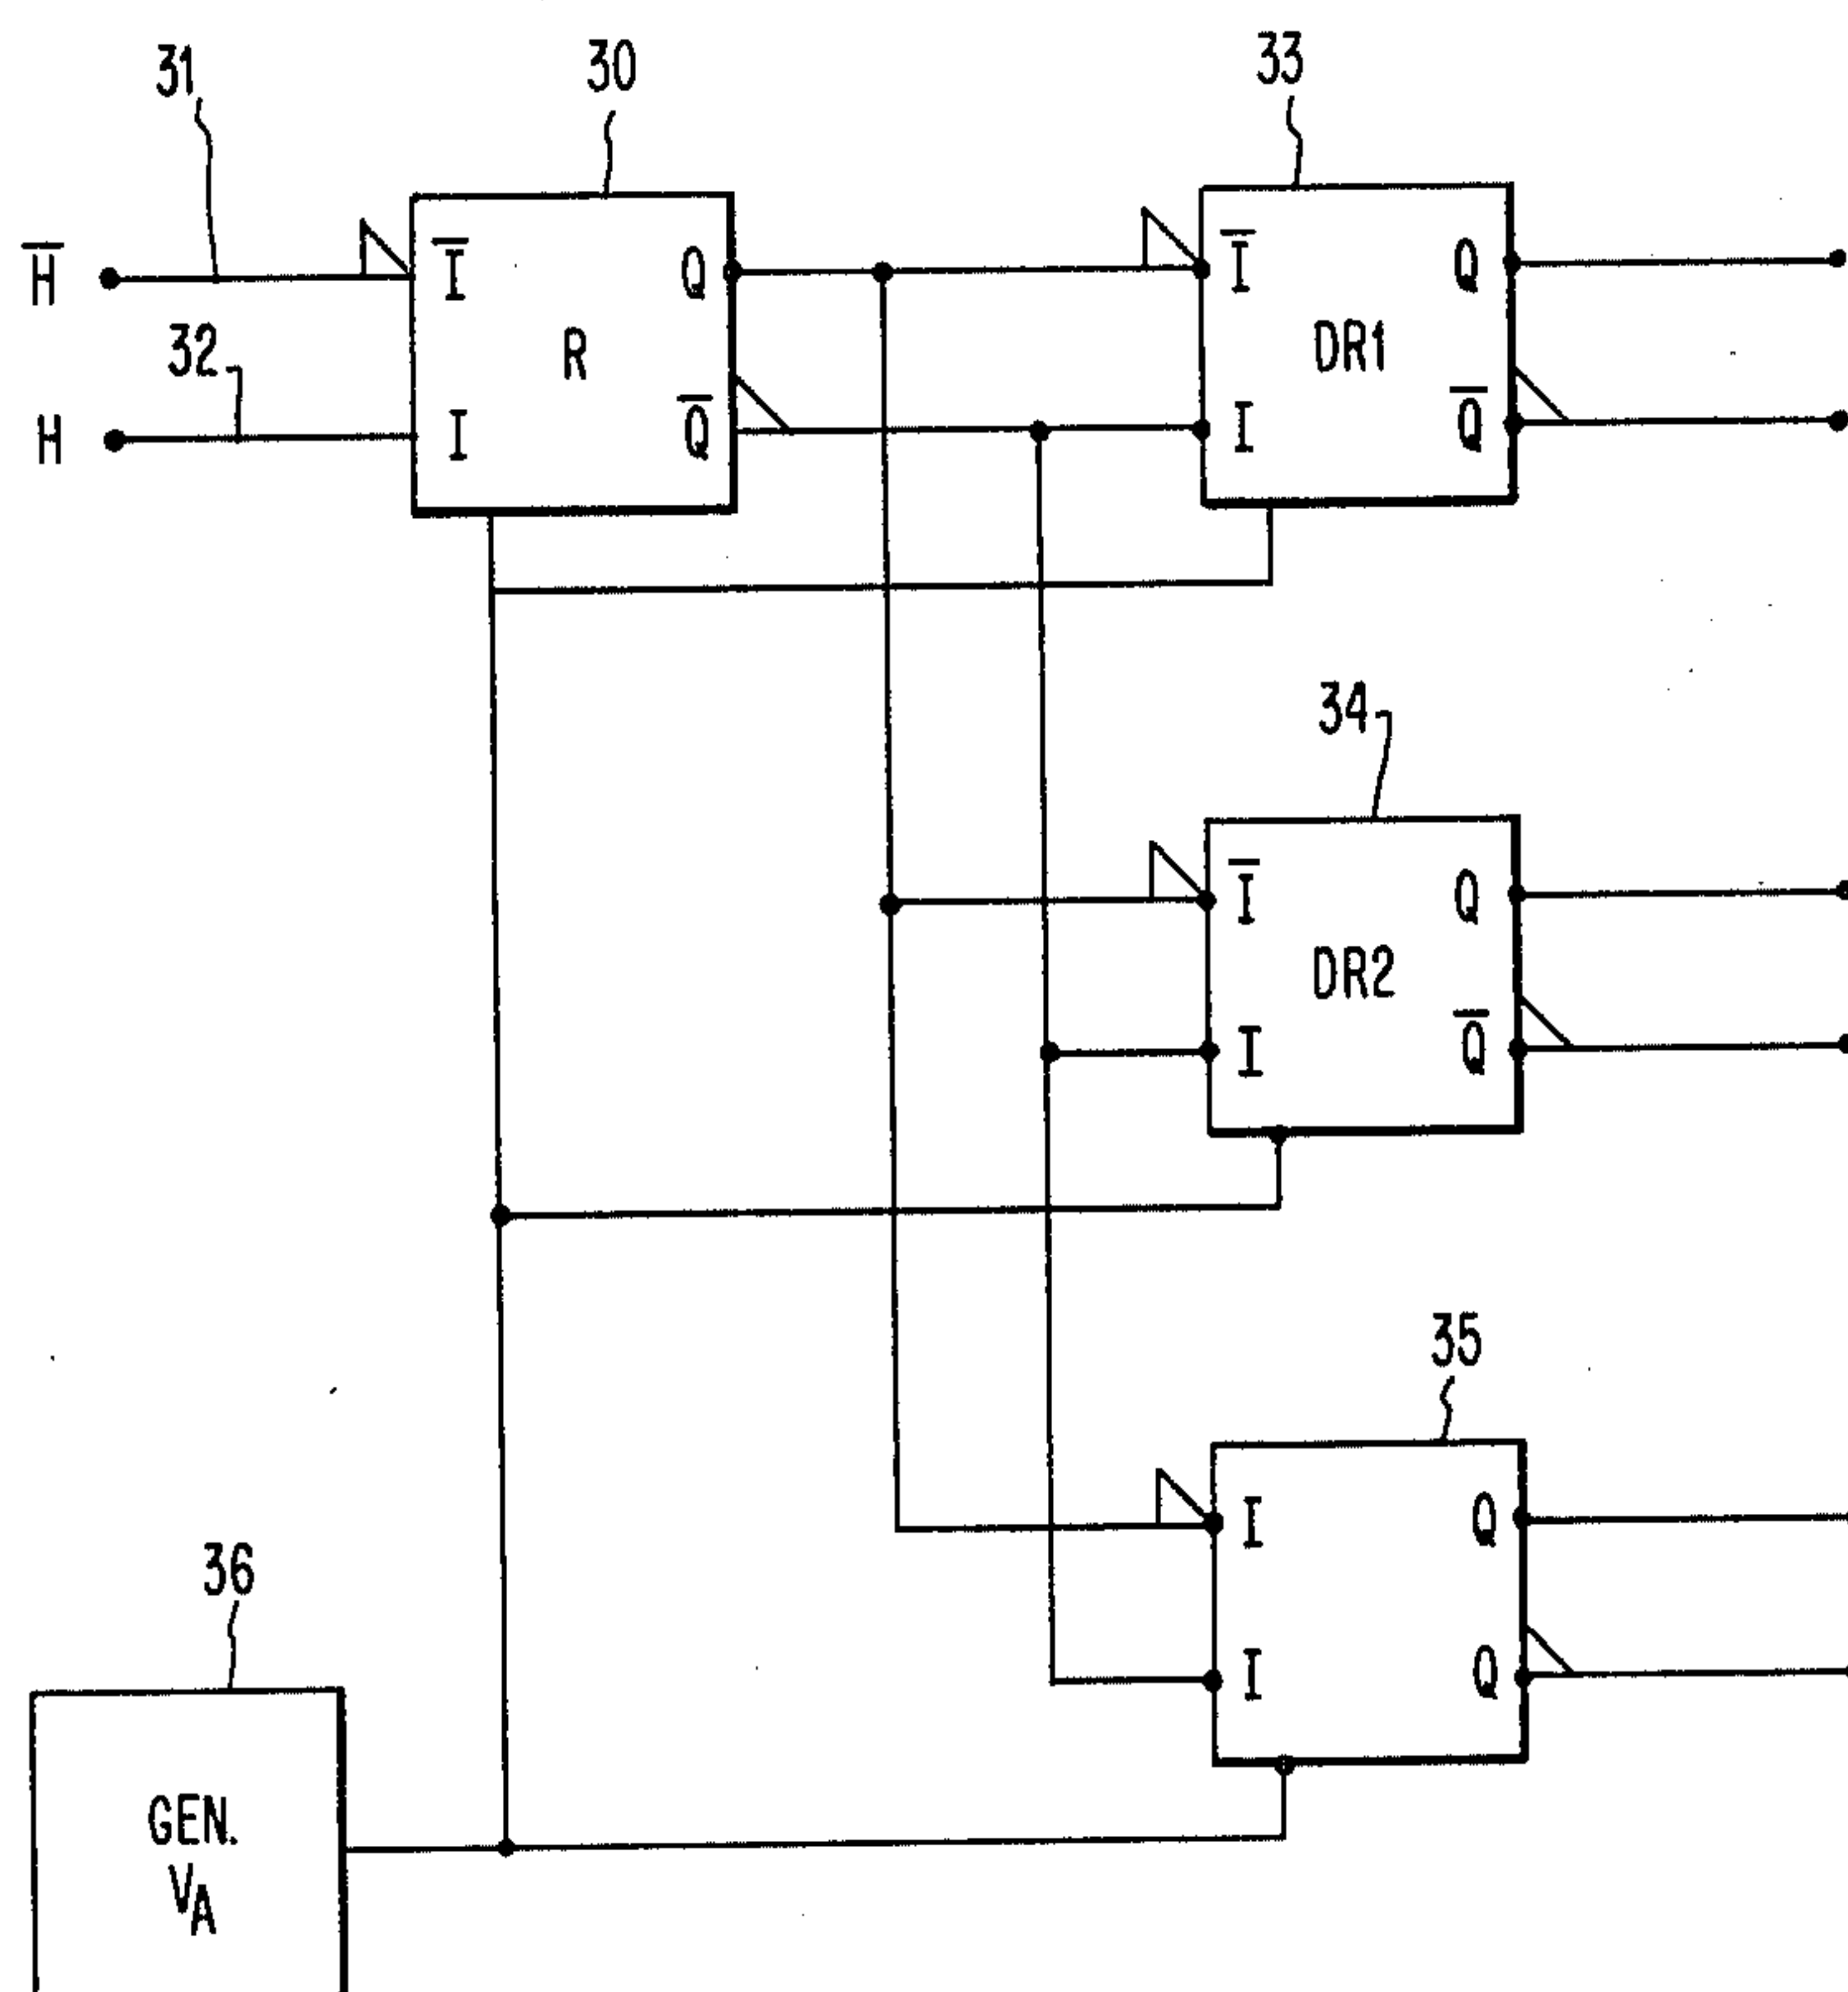 31
30
33
H̅
I̅
Q
I̅
Q
32
R
DR1
H
I
Q̅
I
Q̅
34
I̅
Q
DR2
I
Q̅
35
I
Q
36
I
Q
GEN.
VA